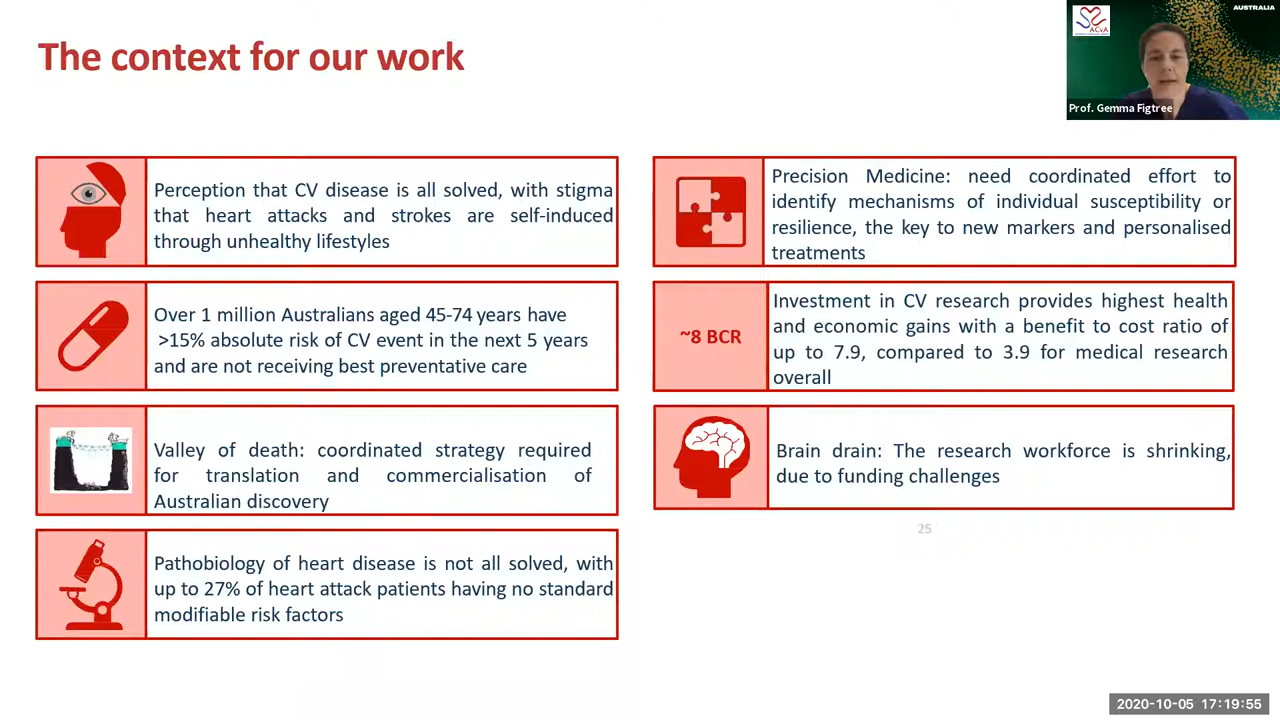 The context for our work
AUSTRALIA
ACvA
Prof. Gemma Figtree
Perception that CV disease is all solved, with stigma
that heart attacks and strokes are self-induced
through unhealthy lifestyles
Over 1 million Australians aged 45-74 years have
>15% absolute risk of CV event in the next 5 years
and are not receiving best preventative care
Valley of death: coordinated strategy required
for translation and commercialisation of
Australian discovery
Pathobiology of heart disease is not all solved, with
up to 27% of heart attack patients having no standard
modifiable risk factors
Precision Medicine: need coordinated effort to
identify mechanisms of individual susceptibility or
resilience, the key to new markers and personalised
treatments
~8 BCR
Investment in CV research provides highest health
and economic gains with a benefit to cost ratio of
up to 7.9, compared to 3.9 for medical research
overall
Brain drain: The research workforce is shrinking,
due to funding challenges
25
2020-10-05 17:19:55